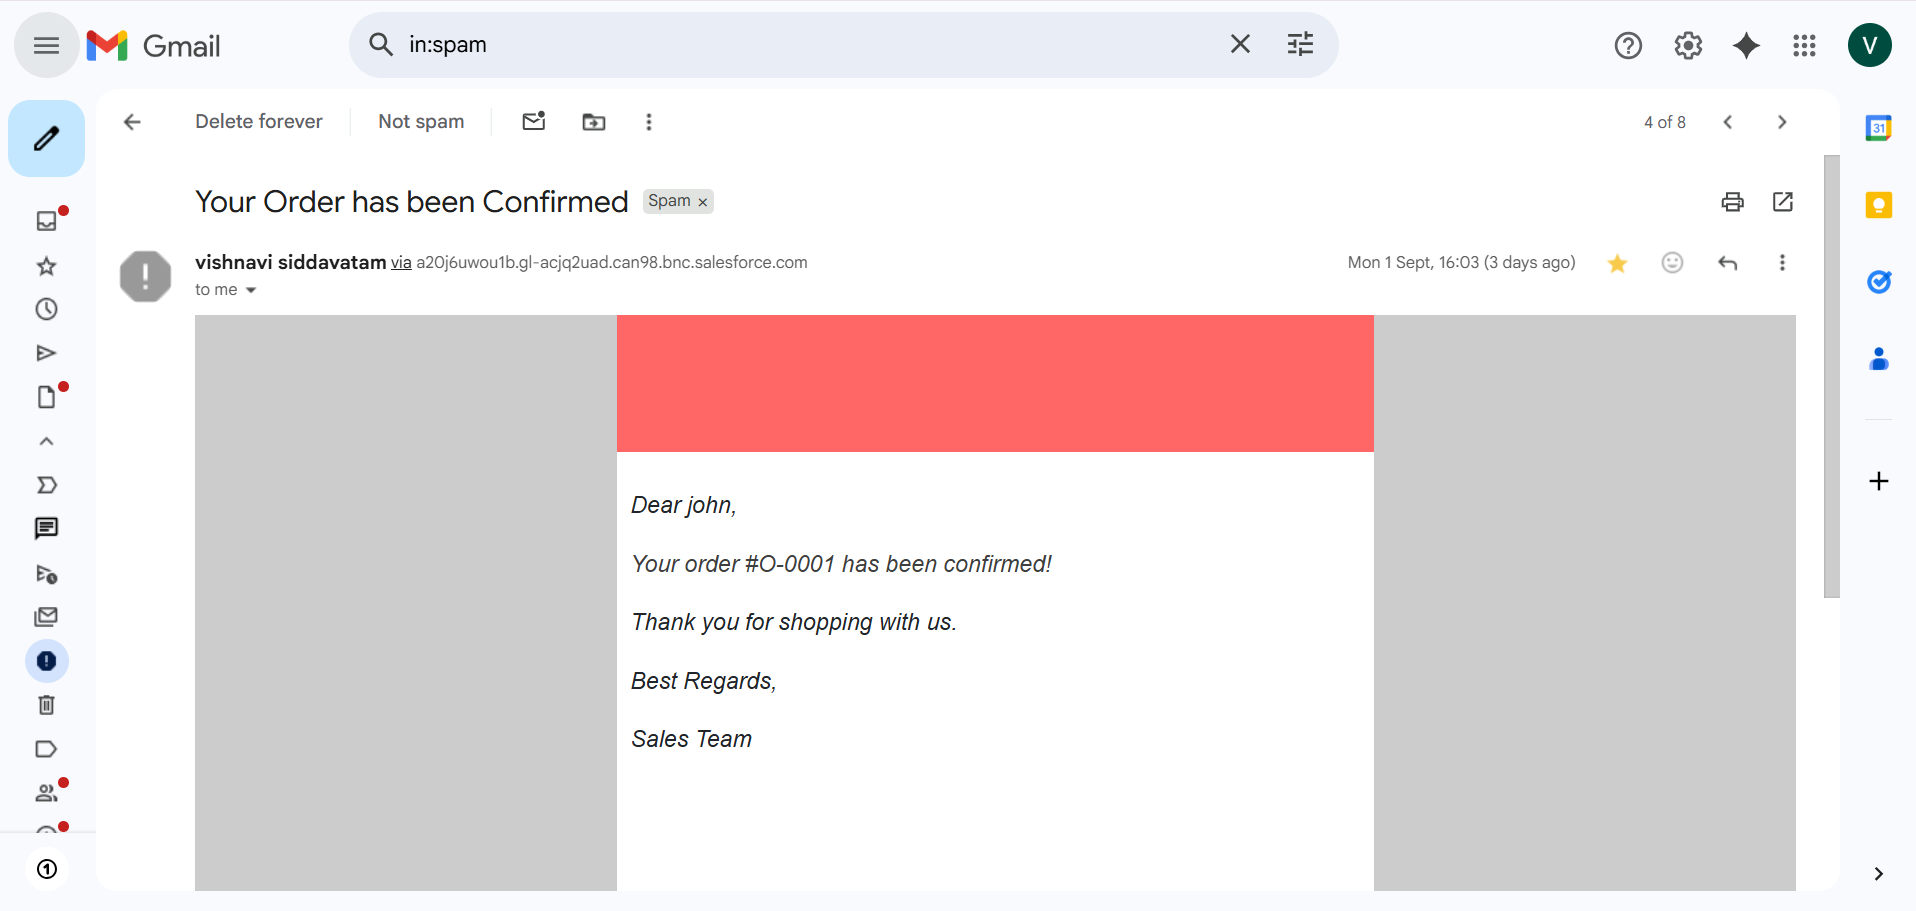 Gmail
in:spam
V
Delete forever
Not spam
4 of 8
31
Your Order has been Confirmed
Spam x
vishnavi siddavatam via a20j6uwou1b.gl-acjq2uad.can98.bnc.salesforce.com
Mon 1 Sept, 16:03 (3 days ago)
to me
Dear john,
Your order #O-0001 has been confirmed!
Thank you for shopping with us.
Best Regards,
Sales Team
1